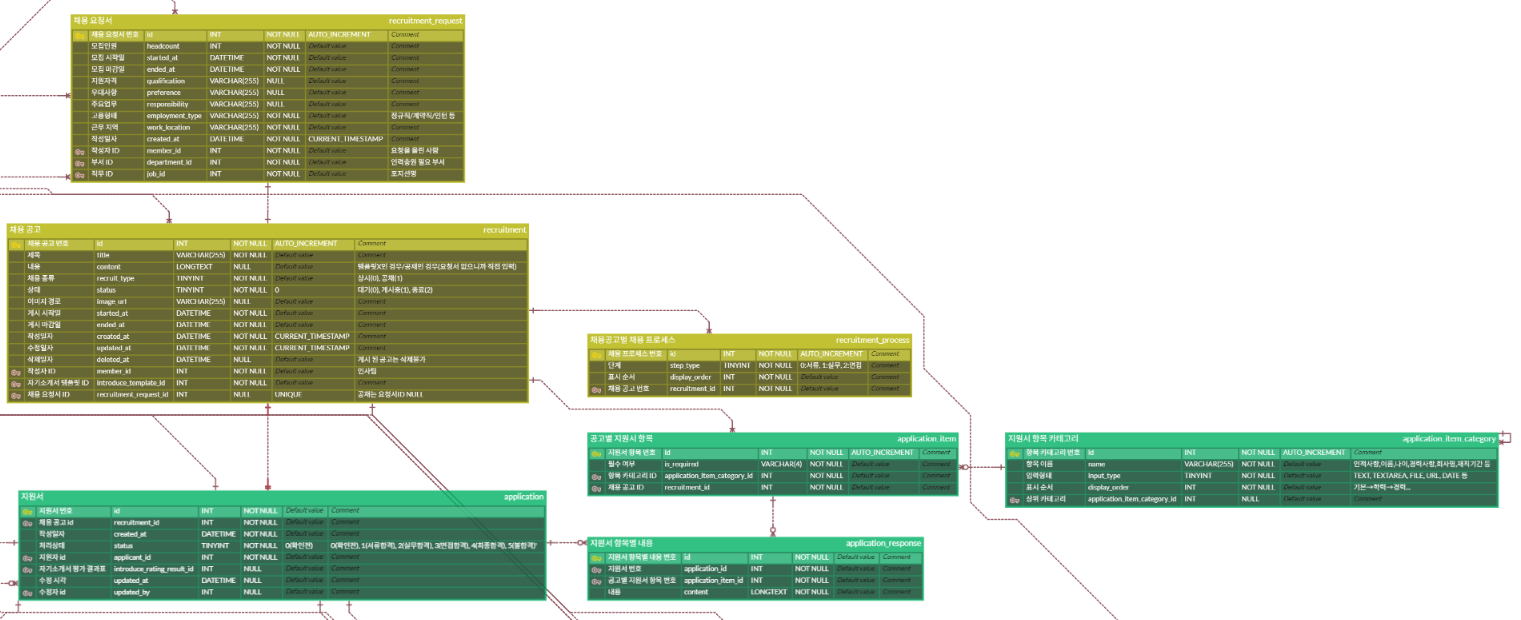 채용 요청서 recruitment_request
채용 요청서 번호 id INT NOT NULL AUTO_INCREMENT Comment
모집인원 headcount INT NOT NULL Default value Comment
모집 시작일 started_at DATETIME NOT NULL Default value Comment
모집 마감일 ended_at DATETIME NOT NULL Default value Comment
지원자격 qualification VARCHAR(255) NULL Default value Comment
우대사항 preference VARCHAR(255) NULL Default value Comment
주요업무 responsibility VARCHAR(255) NULL Default value Comment
고용형태 employment_type VARCHAR(255) NOT NULL Default value 정규직/계약직/인턴 등
근무 지역 work_location VARCHAR(255) NOT NULL Default value Comment
작성일자 created_at DATETIME NOT NULL CURRENT_TIMESTAMP Comment
작성자 ID member_id INT NOT NULL Default value 요청을 올린 사람
부서 ID department_id INT NOT NULL Default value 인력충원 필요 부서
직무 ID job_id INT NOT NULL Default value 포지션명
채용 공고 recruitment
채용 공고 번호 id INT NOT NULL AUTO_INCREMENT Comment
제목 title VARCHAR(255) NOT NULL Default value Comment
내용 content LONGTEXT NULL Default value 템플릿X인 경우/공채인 경우(요청서 없으니까 직접 입력)
채용 종류 recruit_type TINYINT NOT NULL Default value 상시(0), 공채(1)
상태 status TINYINT NOT NULL 0 대기(0), 게시중(1), 종료(2)
이미지 경로 image_url VARCHAR(255) NULL Default value Comment
게시 시작일 started_at DATETIME NOT NULL Default value Comment
게시 마감일 ended_at DATETIME NOT NULL Default value Comment
작성일자 created_at DATETIME NOT NULL CURRENT_TIMESTAMP Comment
수정일자 updated_at DATETIME NOT NULL CURRENT_TIMESTAMP Comment
삭제일자 deleted_at DATETIME NULL Default value 게시 된 공고는 삭제불가
작성자 ID member_id INT NOT NULL Default value 인사팀
자기소개서 템플릿 ID introduce_template_id INT NOT NULL Default value Comment
채용 요청서 ID recruitment_request_id INT NULL UNIQUE 공채는 요청서ID NULL
채용공고별 채용 프로세스 recruitment_process
채용 프로세스 번호 id INT NOT NULL AUTO_INCREMENT Comment
단계 step_type TINYINT NOT NULL 0:서류, 1:실무, 2:면접 Comment
표시 순서 display_order INT NOT NULL Default value Comment
채용 공고 번호 recruitment_id INT NOT NULL Default value Comment
공고별 지원서 항목 application_item
지원서 항목 번호 id INT NOT NULL AUTO_INCREMENT Comment
필수 여부 is_required VARCHAR(4) NOT NULL Default value Comment
항목 카테고리 ID application_item_category_id INT NOT NULL Default value Comment
채용 공고 ID recruitment_id INT NOT NULL Default value Comment
지원서 항목 카테고리 application_item_category
항목 카테고리 번호 id INT NOT NULL AUTO_INCREMENT Comment
항목 이름 name VARCHAR(255) NOT NULL Default value 인적사항,이름,나이,경력사항,회사명,재직기간 등
입력형태 input_type TINYINT NOT NULL Default value TEXT, TEXTAREA, FILE, URL, DATE 등
표시 순서 display_order INT NOT NULL Default value 기본→학력→경력...
상위 카테고리 application_item_category_id INT NULL Default value Comment
지원서 application
지원서 번호 id INT NOT NULL Default value Comment
채용 공고 id recruitment_id INT NOT NULL Default value Comment
작성일자 created_at DATETIME NOT NULL Default value Comment
처리상태 status TINYINT NOT NULL 0(확인전) 0(확인전), 1(서류합격), 2(실무합격), 3(면접합격), 4(최종합격), 5(불합격)'
지원자 id applicant_id INT NOT NULL Default value Comment
자기소개서 평가 결과표 introduce_rating_result_id INT NULL Default value Comment
수정 시각 updated_at DATETIME NULL Default value Comment
수정자 id updated_by INT NULL Default value Comment
지원서 항목별 내용 application_response
지원서 항목별 내용 번호 id INT NOT NULL Default value Comment
지원서 번호 application_id INT NOT NULL Default value Comment
공고별 지원서 항목 번호 application_item_id INT NOT NULL Default value Comment
내용 content LONGTEXT NOT NULL Default value Comment